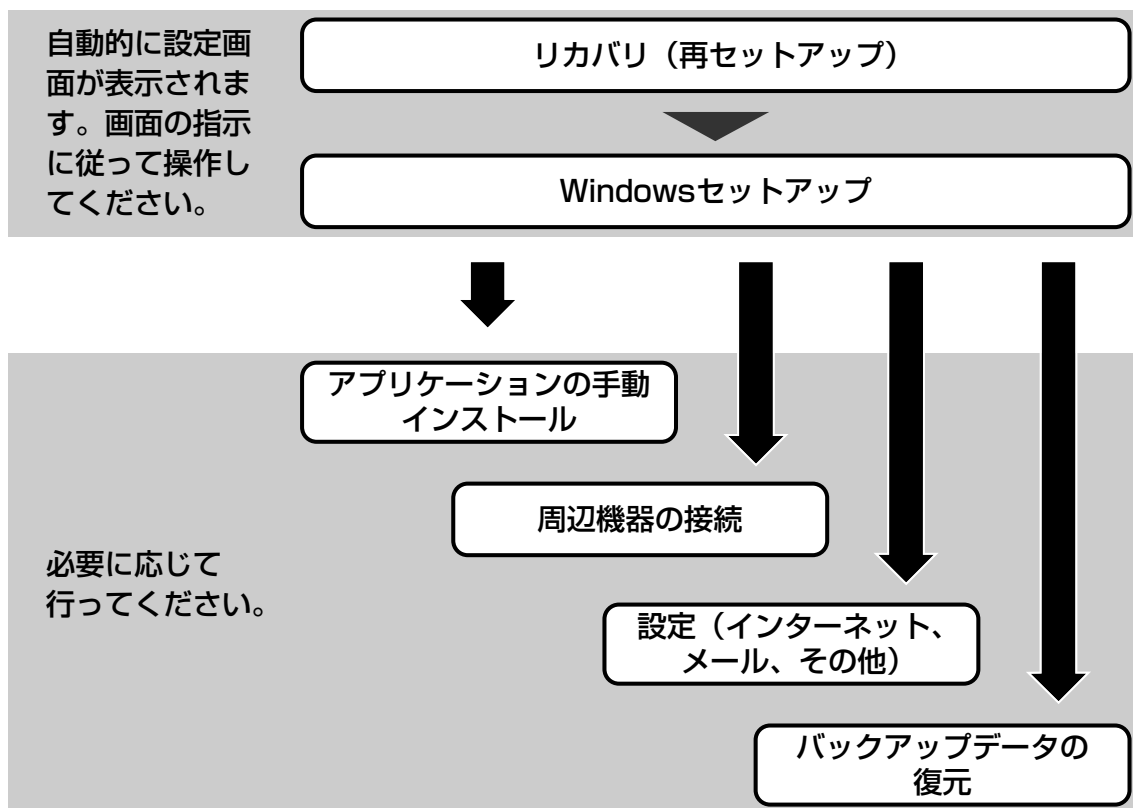 自動的に設定画
面が表示されま
す。画面の指示
に従って操作し
てください。
リカバリ（再セットアップ）
Windowsセットアップ
必要に応じて
行ってください。
アプリケーションの手動
インストール
周辺機器の接続
設定（インターネット、
メール、その他）
バックアップデータの
復元